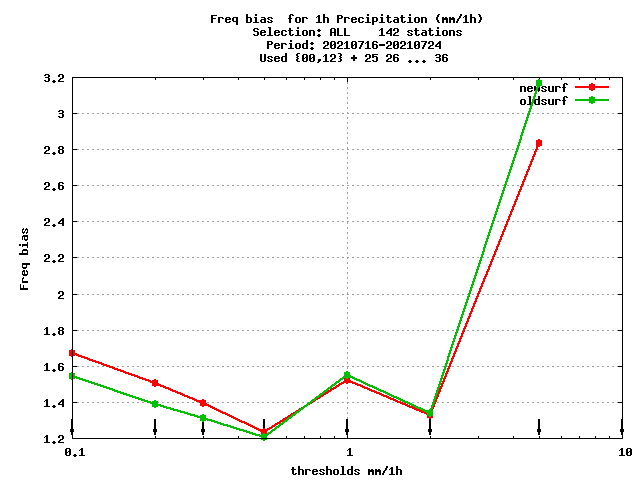 Freq bias  for 1h Precipitation (mm/1h)
Selection: ALL    142 stations
Period: 20210716-20210724
Used {00,12} + 25 26 ... 36
3.2
3
2.8
2.6
2.4
2.2
2
1.8
1.6
1.4
1.2
Freq bias
newsurf
oldsurf
0.1
1
10
thresholds mm/1h